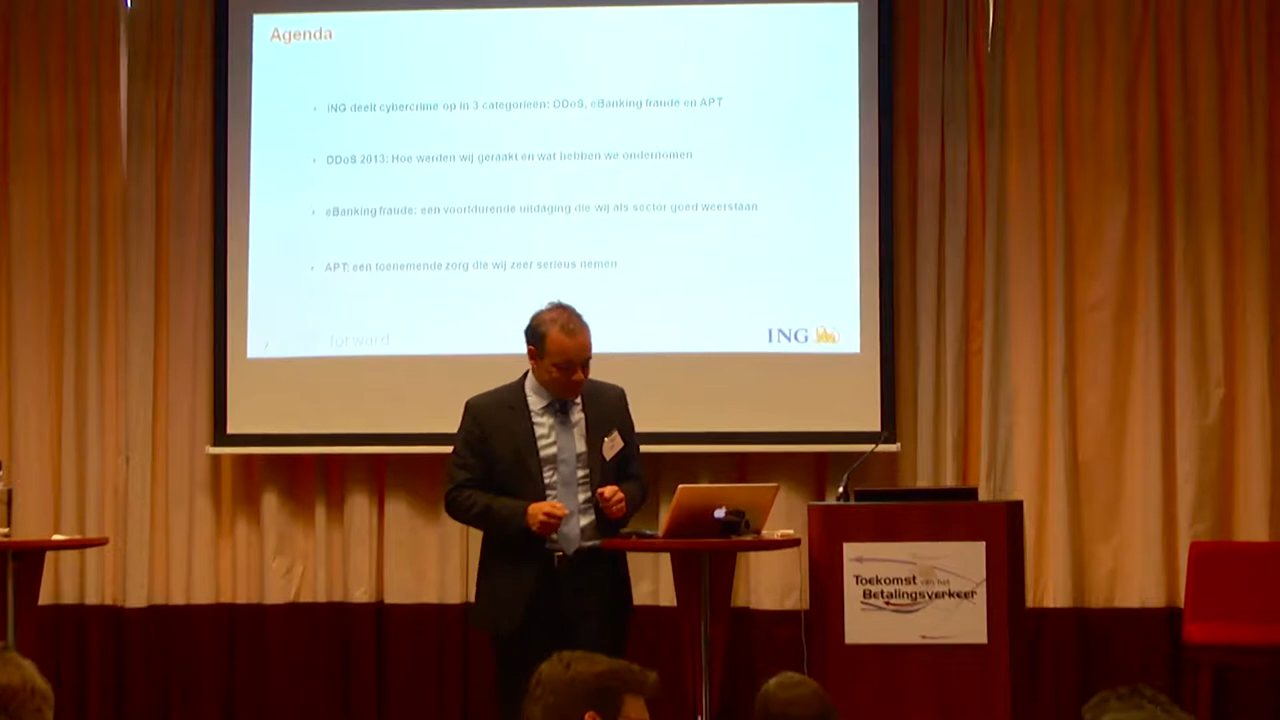 Agenda
• ING deelt cybercrime op in 3 categorieën: DDoS, eBanking fraude en APT
• DDoS 2013: Hoe werden wij geraakt en wat hebben we ondernomen
• eBanking fraude: een voortdurende uitdaging die wij als sector goed weerstaan
• APT: een toenemende zorg die wij zeer serieus nemen
forward
ING
Toekomst van het
Betalingsverkeer